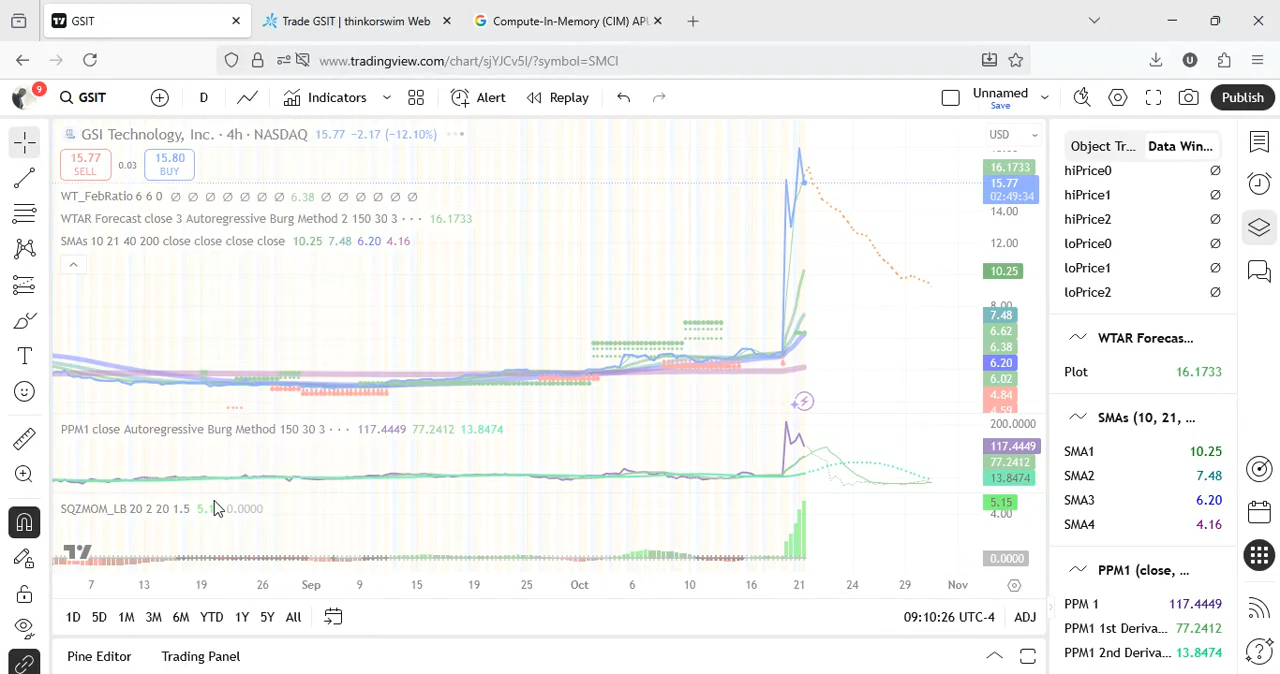 GSIT
Trade GSIT | thinkorswim Web
Compute-In-Memory (CIM) APU
www.tradingview.com/chart/sjYJCv5I/?symbol=SMCI
9
GSIT
D
Indicators
Alert
Replay
Unnamed
Save
Publish
GSI Technology, Inc. · 4h · NASDAQ 15.77 −2.17 (−12.10%)
USD
15.77
SELL
0.03
15.80
BUY
WT_FebRatio 6 6 0 ∅ ∅ ∅ ∅ ∅ ∅ ∅ 6.38 ∅ ∅ ∅ ∅ ∅ ∅
WTAR Forecast close 3 Autoregressive Burg Method 2 150 30 3 · · · 16.1733
SMAs 10 21 40 200 close close close close 10.25 7.48 6.20 4.16
16.1733
15.77
02:49:34
14.00
12.00
10.25
8.00
7.48
6.62
6.38
6.20
6.02
4.84
4.59
PPM1 close Autoregressive Burg Method 150 30 3 · · · 117.4449 77.2412 13.8474
200.0000
117.4449
77.2412
13.8474
SQZMOM_LB 20 2 20 1.5 0.0000
5.15
4.00
0.0000
7 13 19 26 Sep 9 15 19 25 Oct 6 10 16 21 24 29 Nov
1D 5D 1M 3M 6M YTD 1Y 5Y All
09:10:26 UTC-4 ADJ
Pine Editor Trading Panel
Object Tr... Data Win...
hiPrice0 ∅
hiPrice1 ∅
hiPrice2 ∅
loPrice0 ∅
loPrice1 ∅
loPrice2 ∅
WTAR Forecas...
Plot 16.1733
SMAs (10, 21, ...
SMA1 10.25
SMA2 7.48
SMA3 6.20
SMA4 4.16
PPM1 (close, ...
PPM 1 117.4449
PPM1 1st Deriva... 77.2412
PPM1 2nd Deriva... 13.8474